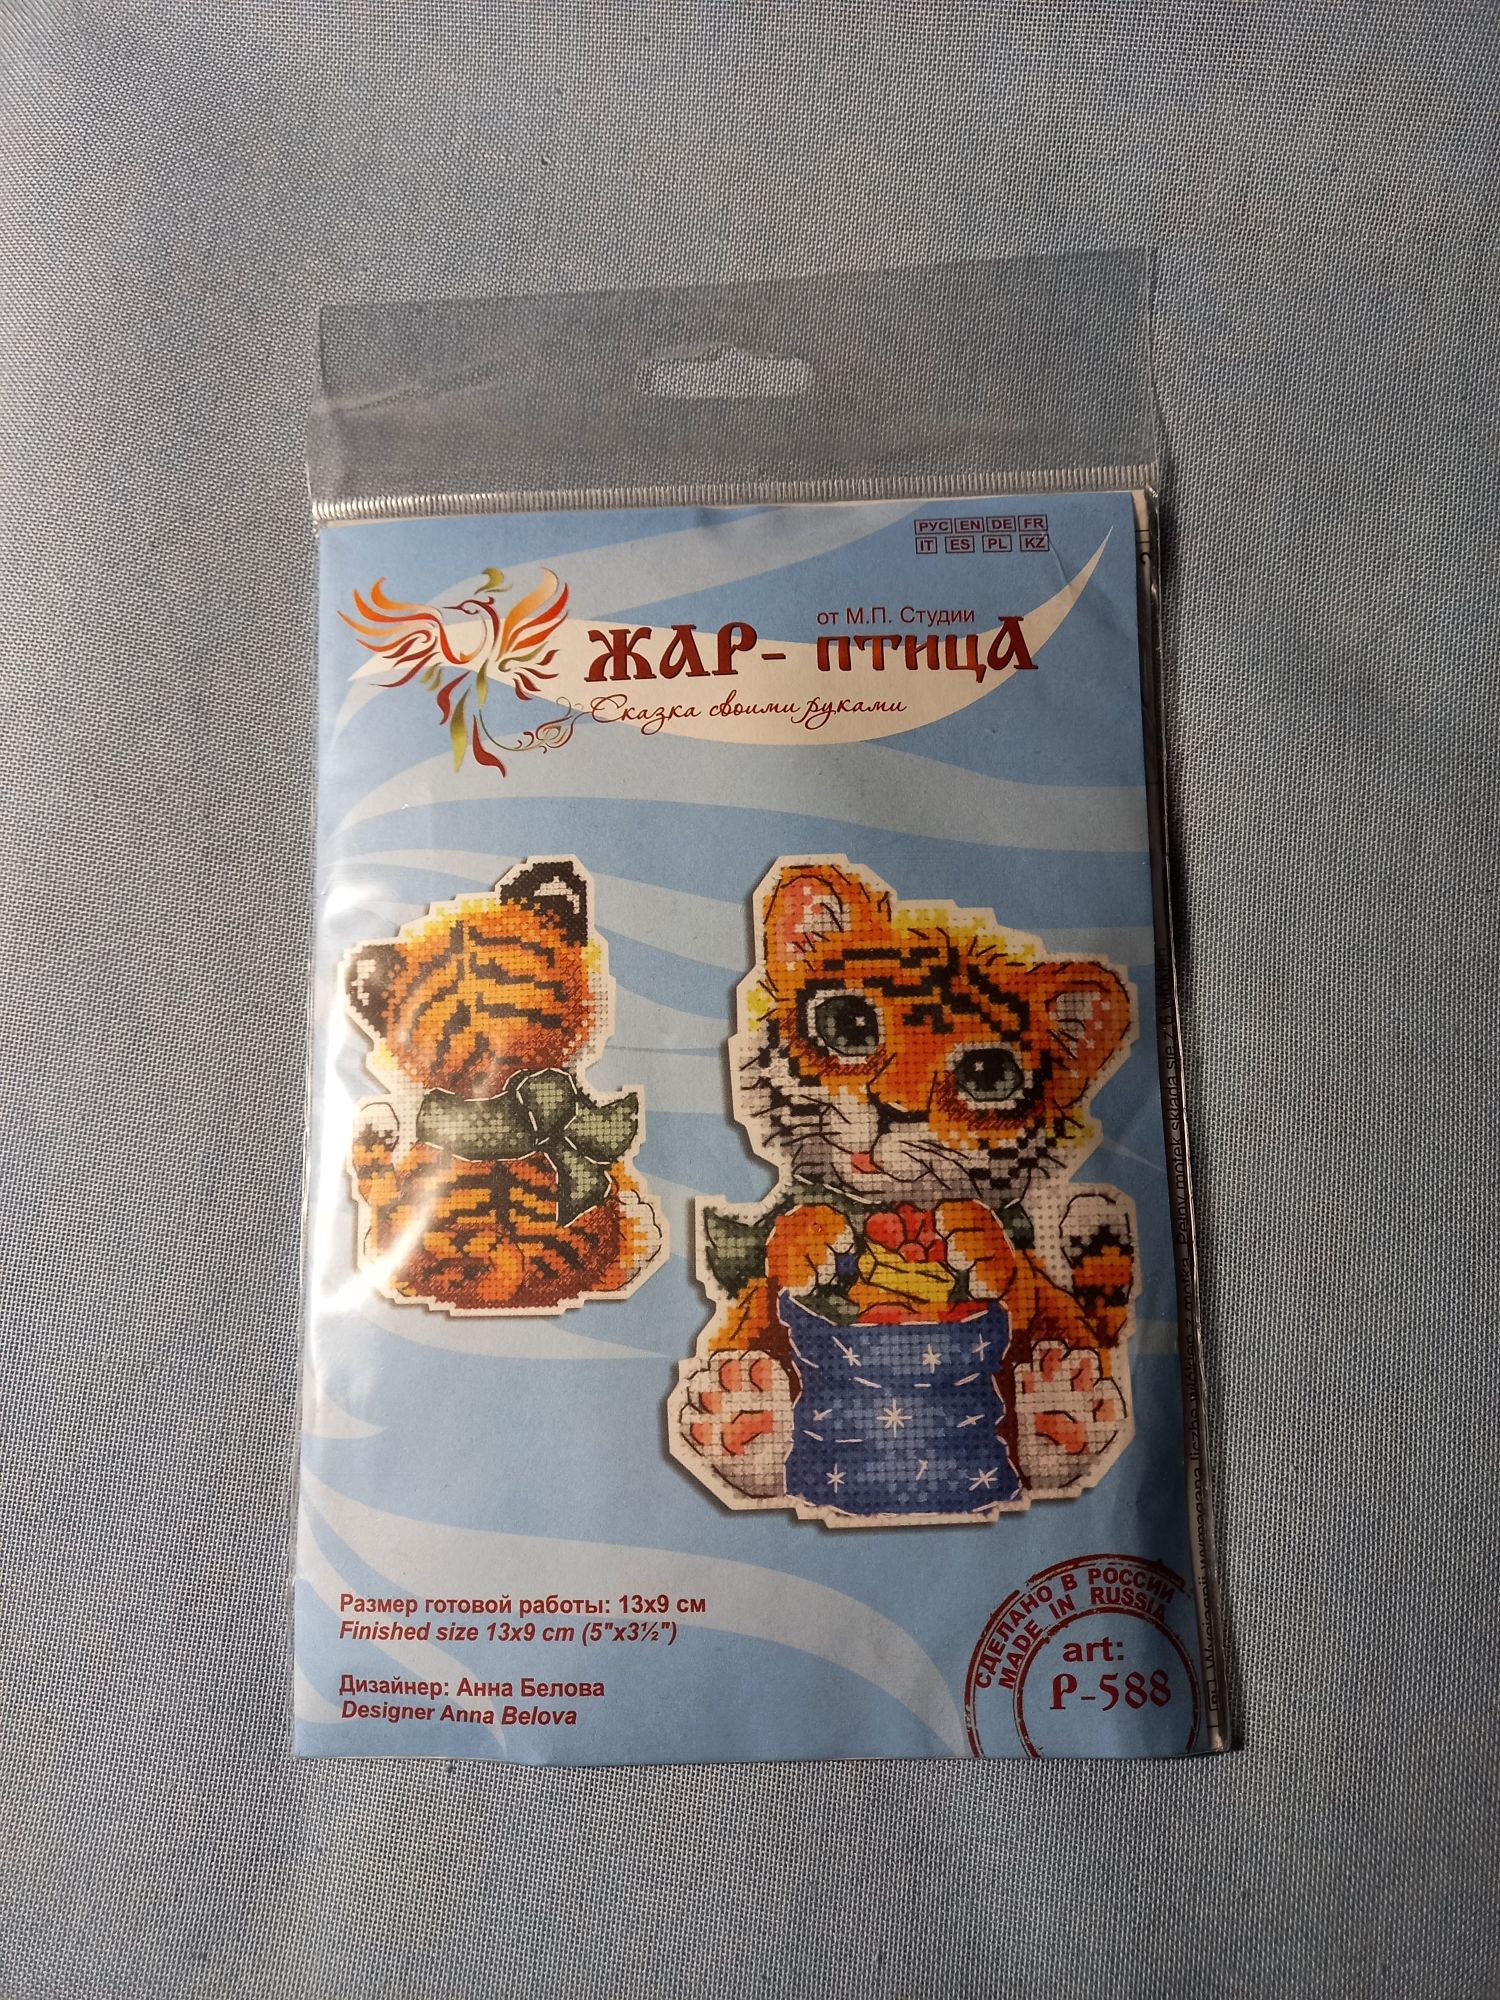 РУС EN DE FR
IT ES PL KZ
от М.П. Студии
ЖАР-ПТИЦА
Сказка своими руками
Размер готовой работы: 13х9 см
Finished size 13x9 cm (5"x3½")
Дизайнер: Анна Белова
Designer Anna Belova
СДЕЛАНО В РОССИИ
MADE IN RUSSIA
art:
P-588